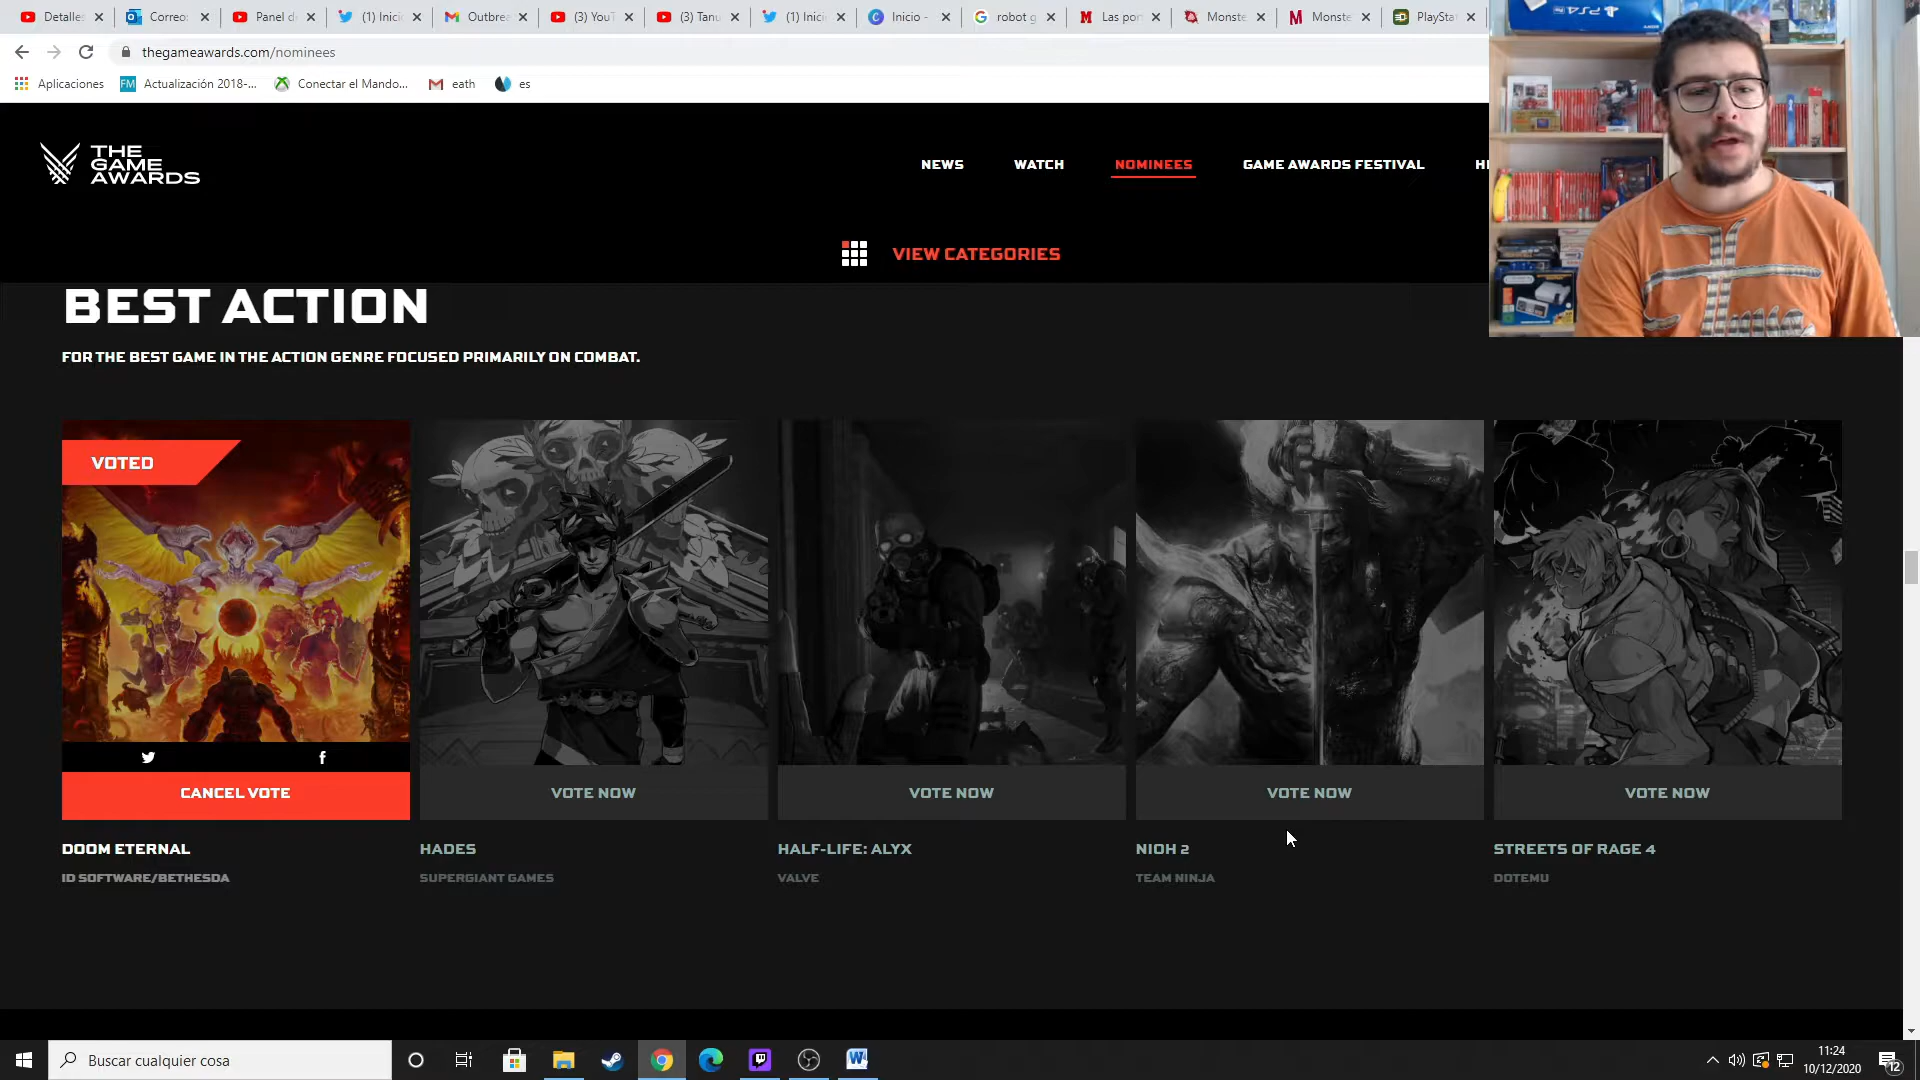 Detalle
Correo
Panel d
(1) Inici
Outbrea
(3) YouT
(3) Tanu
(1) Inici
Inicio -
robot g
Las por
Monste
Monste
PlaySta
thegameawards.com/nominees
Aplicaciones
FM
Actualización 2018-...
Conectar el Mando...
eath
es
THE
GAME
AWARDS
NEWS
WATCH
NOMINEES
GAME AWARDS FESTIVAL
VIEW CATEGORIES
BEST ACTION
FOR THE BEST GAME IN THE ACTION GENRE FOCUSED PRIMARILY ON COMBAT.
VOTED
CANCEL VOTE
VOTE NOW
VOTE NOW
VOTE NOW
VOTE NOW
DOOM ETERNAL
HADES
HALF-LIFE: ALYX
NIOH 2
STREETS OF RAGE 4
ID SOFTWARE/BETHESDA
SUPERGIANT GAMES
VALVE
TEAM NINJA
DOTEMU
Buscar cualquier cosa
11:24
10/12/2020
12